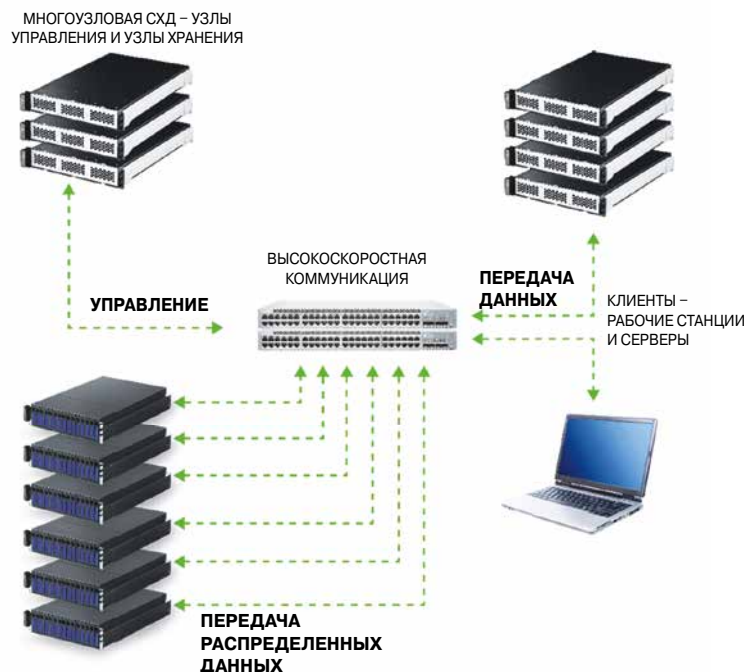 МНОГОУЗЛОВАЯ СХД – УЗЛЫ
УПРАВЛЕНИЯ И УЗЛЫ ХРАНЕНИЯ
ВЫСОКОСКОРОСТНАЯ
КОММУНИКАЦИЯ
УПРАВЛЕНИЕ
ПЕРЕДАЧА
ДАННЫХ
КЛИЕНТЫ –
РАБОЧИЕ СТАНЦИИ
И СЕРВЕРЫ
ПЕРЕДАЧА
РАСПРЕДЕЛЕННЫХ
ДАННЫХ